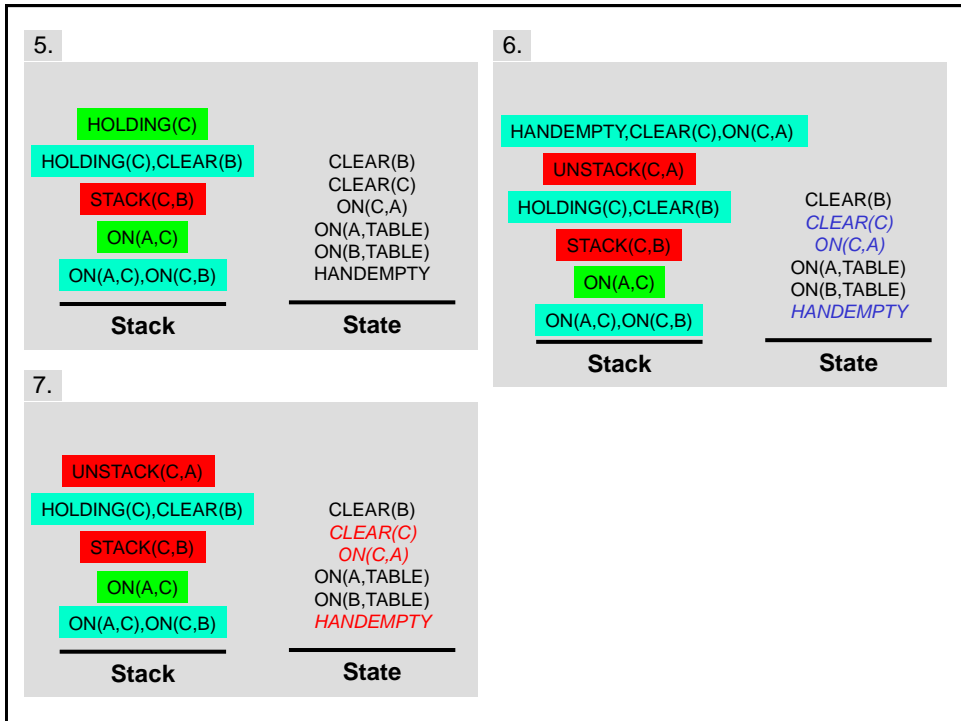 5.
HOLDING(C)
HOLDING(C),CLEAR(B)
STACK(C,B)
ON(A,C)
ON(A,C),ON(C,B)
Stack
CLEAR(B)
CLEAR(C)
ON(C,A)
ON(A,TABLE)
ON(B,TABLE)
HANDEMPTY
State
6.
HANDEMPTY,CLEAR(C),ON(C,A)
UNSTACK(C,A)
HOLDING(C),CLEAR(B)
STACK(C,B)
ON(A,C)
ON(A,C),ON(C,B)
Stack
CLEAR(B)
CLEAR(C)
ON(C,A)
ON(A,TABLE)
ON(B,TABLE)
HANDEMPTY
State
7.
UNSTACK(C,A)
HOLDING(C),CLEAR(B)
STACK(C,B)
ON(A,C)
ON(A,C),ON(C,B)
Stack
CLEAR(B)
CLEAR(C)
ON(C,A)
ON(A,TABLE)
ON(B,TABLE)
HANDEMPTY
State